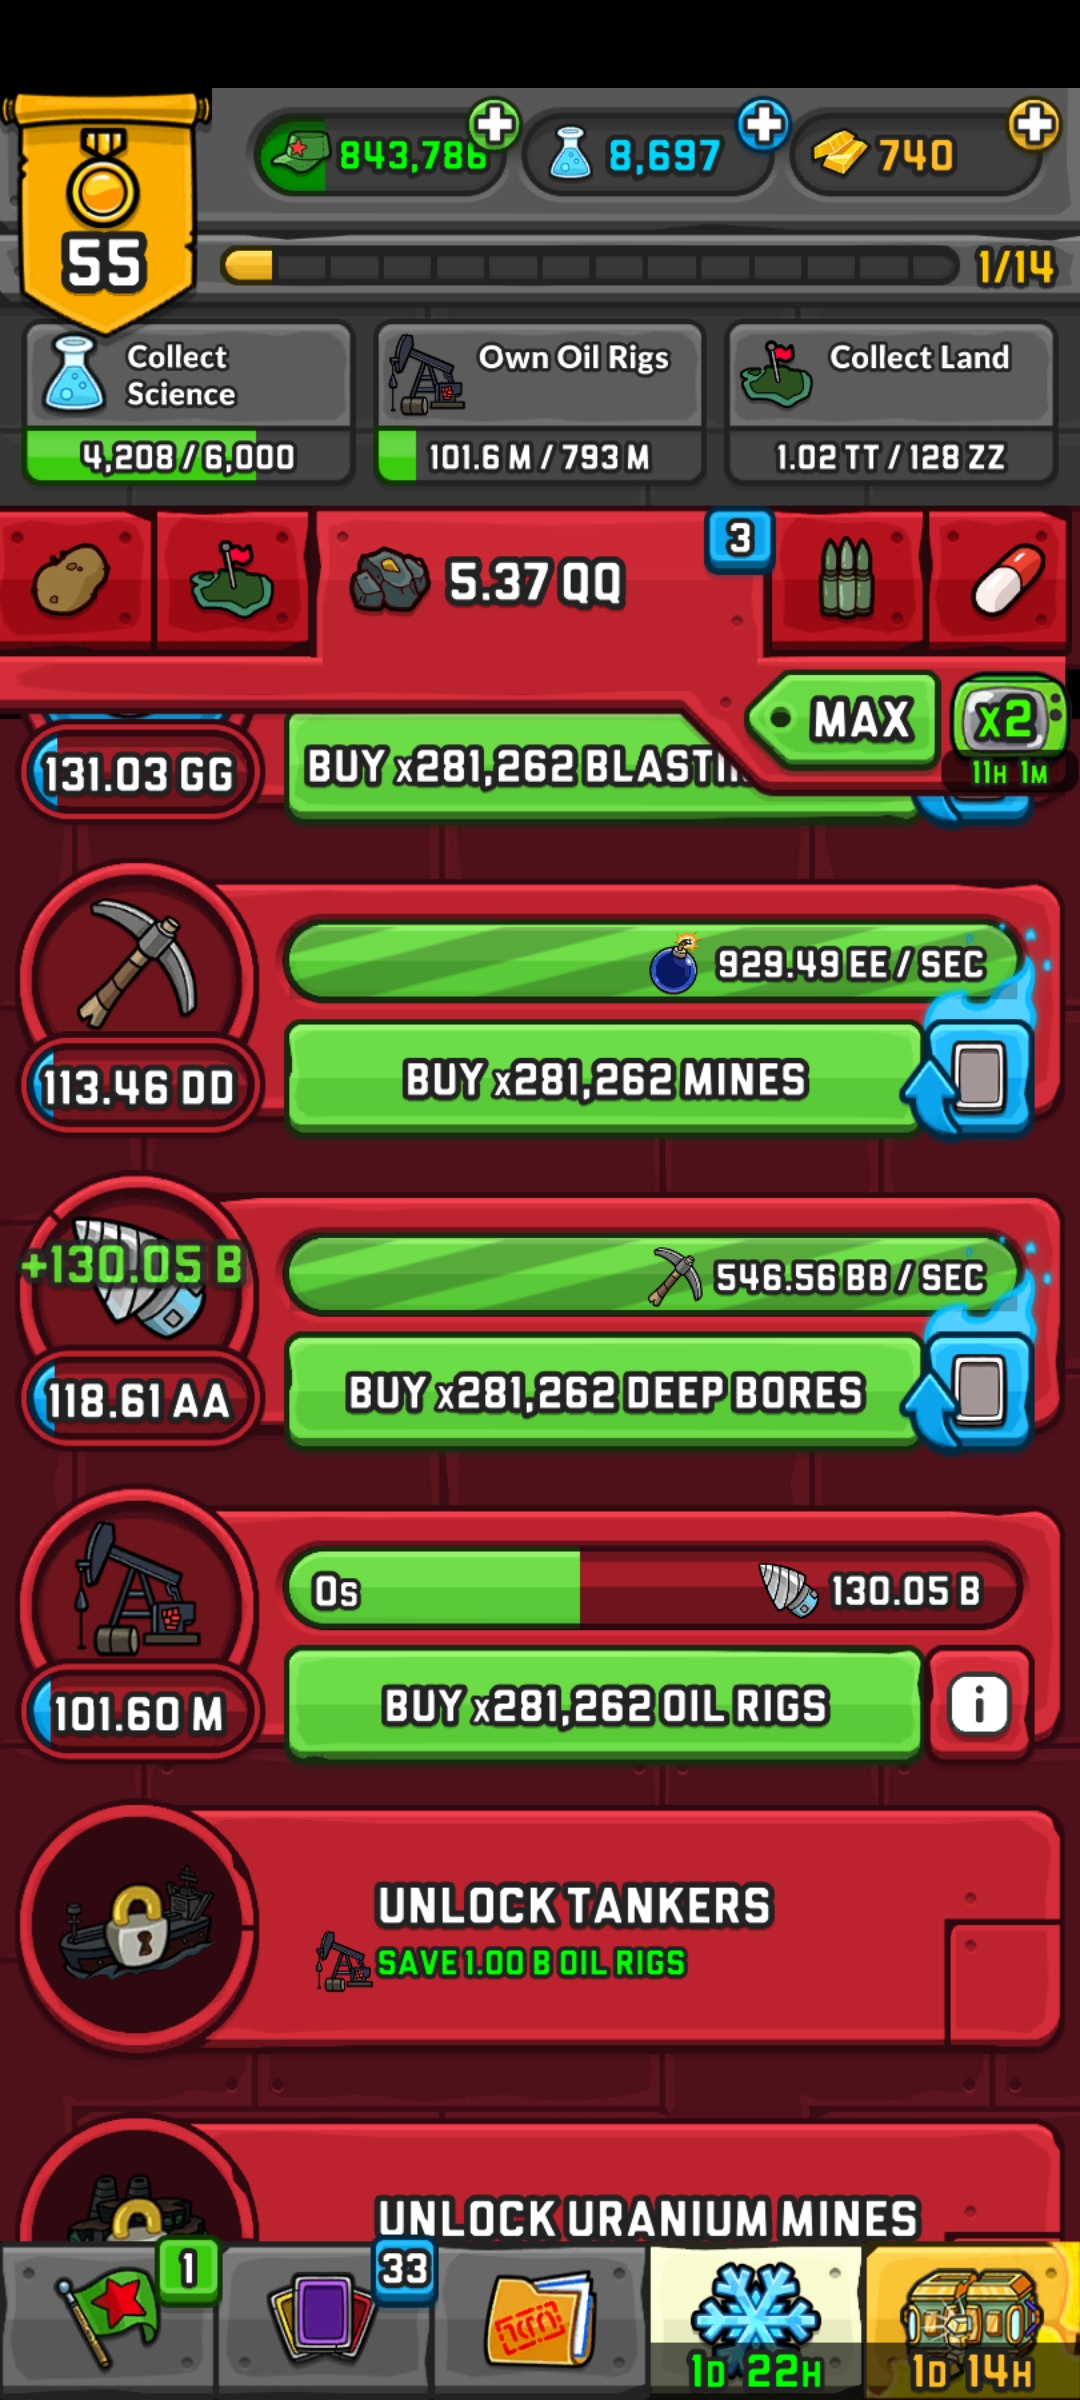 843,786
8,697
740
55
1/14
Collect
Science
4,208 / 6,000
Own Oil Rigs
101.6 M / 793 M
Collect Land
1.02 TT / 128 ZZ
5.37 QQ
3
MAX
x2
11H 1M
131.03 GG
BUY x281,262
929.49 EE / SEC
113.46 DD
BUY x281,262 MINES
+130.05 B
546.56 BB / SEC
118.61 AA
BUY x281,262 DEEP BORES
0s
130.05 B
101.60 M
BUY x281,262 OIL RIGS
i
UNLOCK TANKERS
SAVE 1.00 B OIL RIGS
UNLOCK URANIUM MINES
1
33
1D 22H
1D 14H